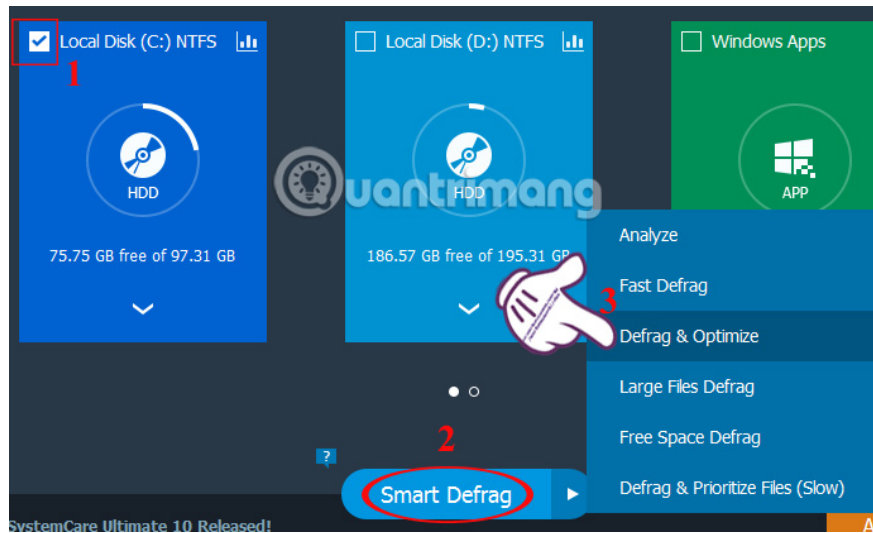 Local Disk (C:) NTFS
1
HDD
75.75 GB free of 97.31 GB
Local Disk (D:) NTFS
HDD
186.57 GB free of 195.31 GB
Windows Apps
APP
Quantrimang
Analyze
Fast Defrag
3
Defrag & Optimize
Large Files Defrag
Free Space Defrag
Defrag & Prioritize Files (Slow)
2
?
Smart Defrag
SystemCare Ultimate 10 Released!
A